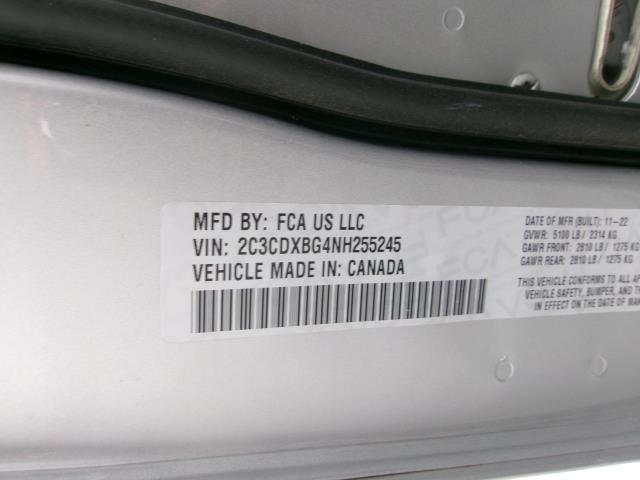 MFD BY: FCA US LLC
VIN: 2C3CDXBG4NH255245
VEHICLE MADE IN: CANADA
DATE OF MFR (BUILT): 11-22
GVWR: 5100 LB / 2314 KG
GAWR FRONT: 2810 LB / 1275 KG
GAWR REAR: 2810 LB / 1275 KG
THIS VEHICLE CONFORMS TO ALL AP
VEHICLE SAFETY, BUMPER, AND TH
IN EFFECT ON THE DATE OF MAN